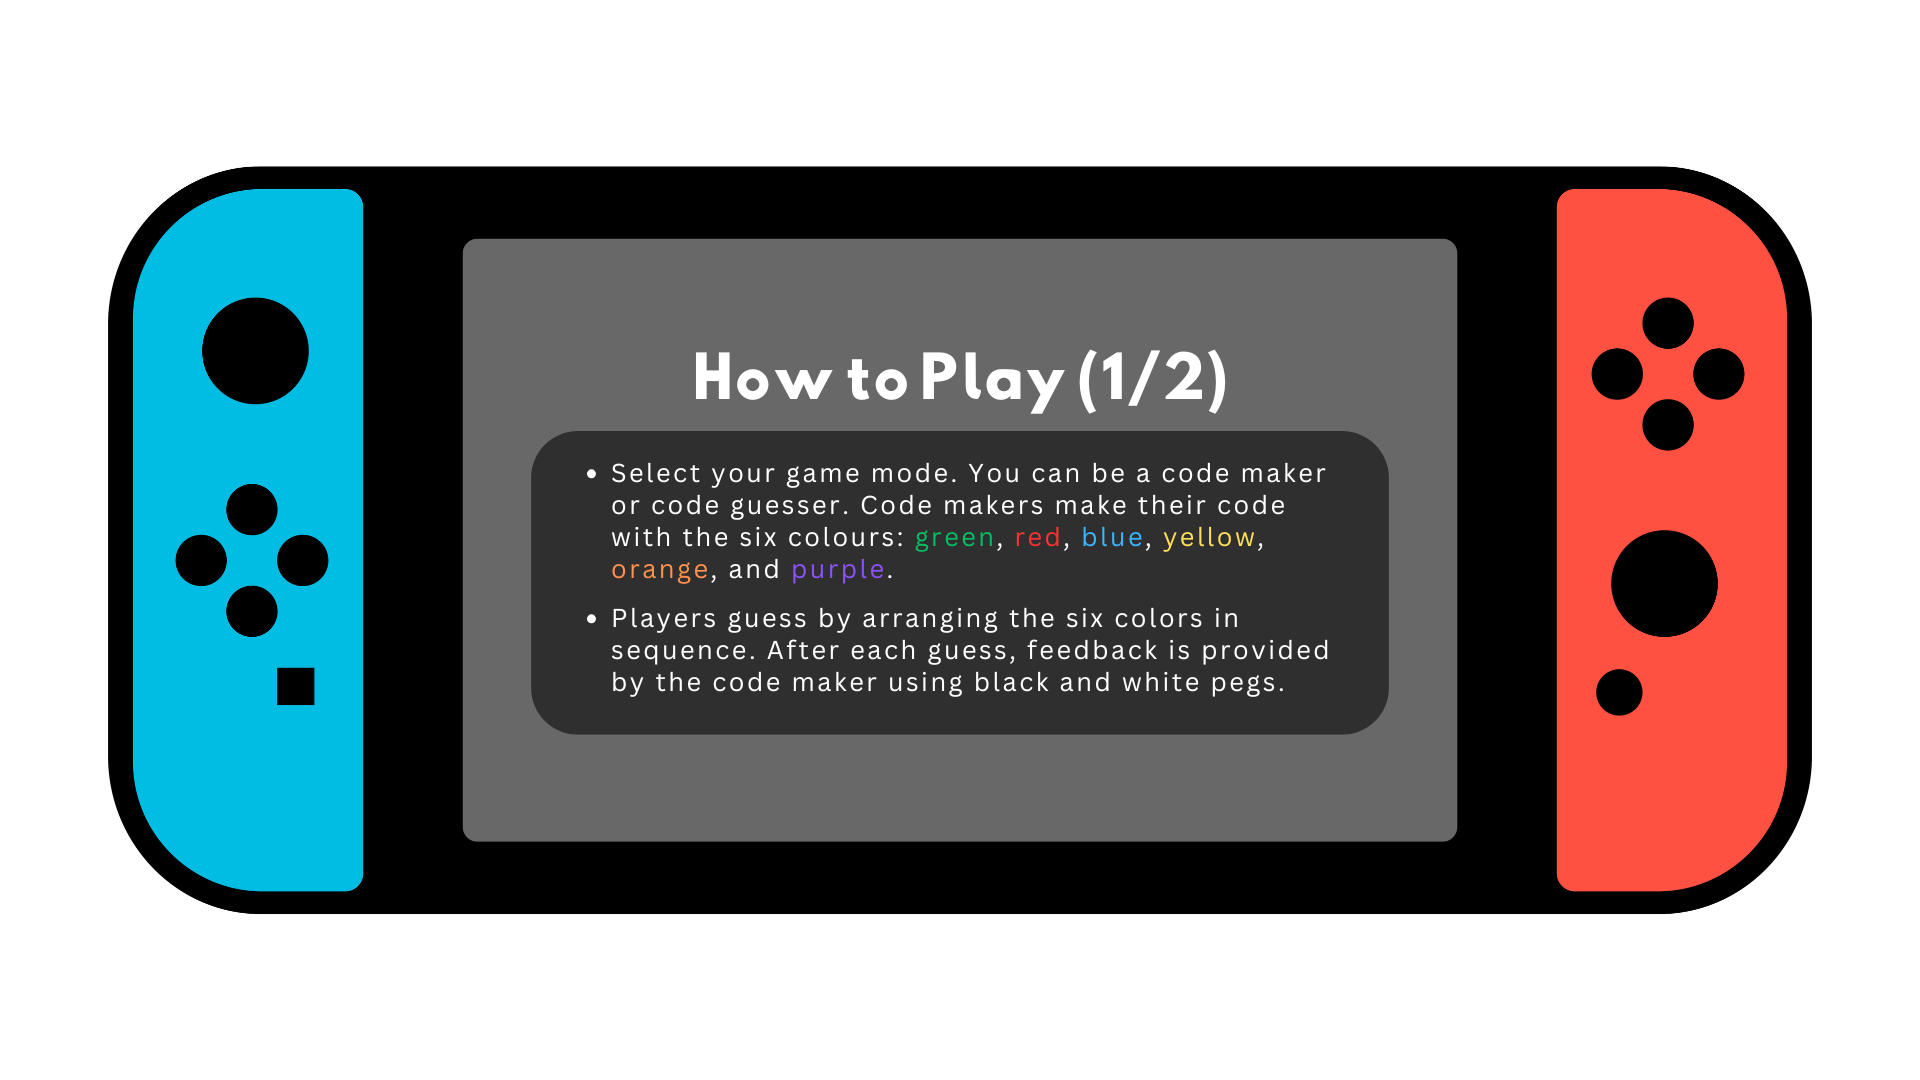 How to Play (1/2)
• Select your game mode. You can be a code maker
or code guesser. Code makers make their code
with the six colours: green, red, blue, yellow,
orange, and purple.
• Players guess by arranging the six colors in
sequence. After each guess, feedback is provided
by the code maker using black and white pegs.